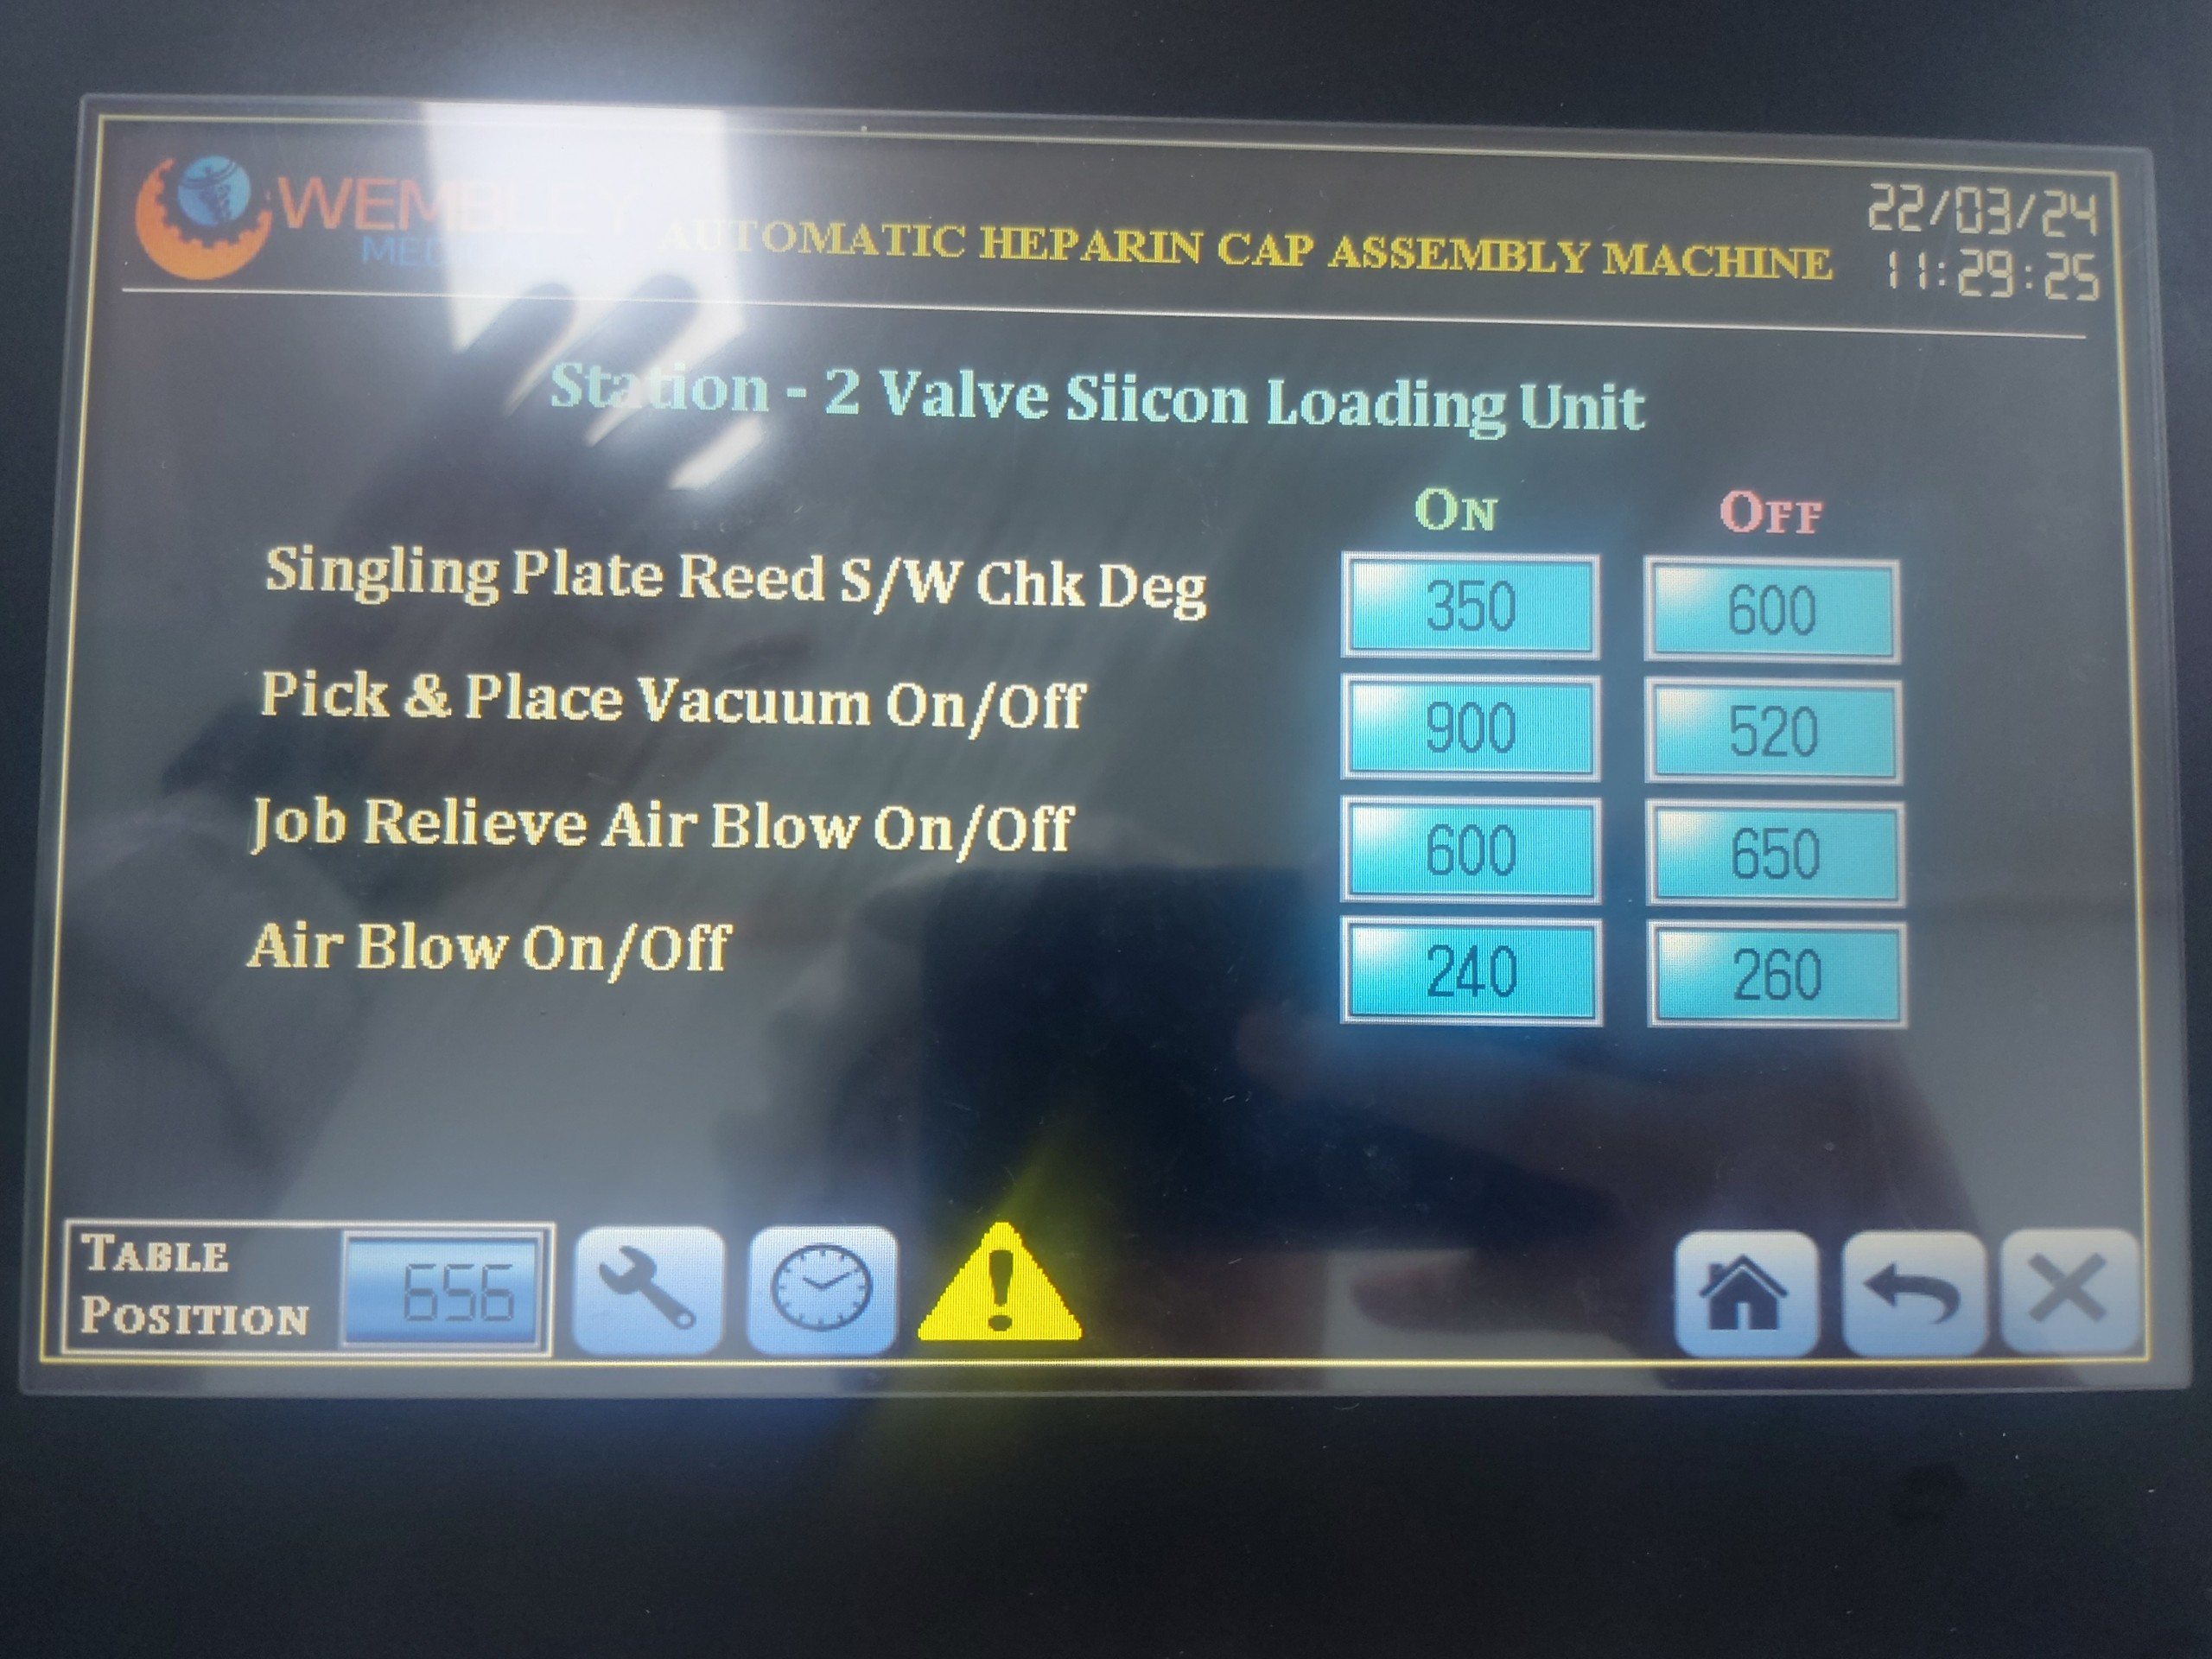 WEMBLEY
AUTOMATIC HEPARIN CAP ASSEMBLY MACHINE
22/03/24
11:29:25
Station - 2 Valve Siicon Loading Unit
ON OFF
Singling Plate Reed S/W Chk Deg 350 600
Pick & Place Vacuum On/Off 900 520
Job Relieve Air Blow On/Off 600 650
Air Blow On/Off 240 260
TABLE
POSITION
656